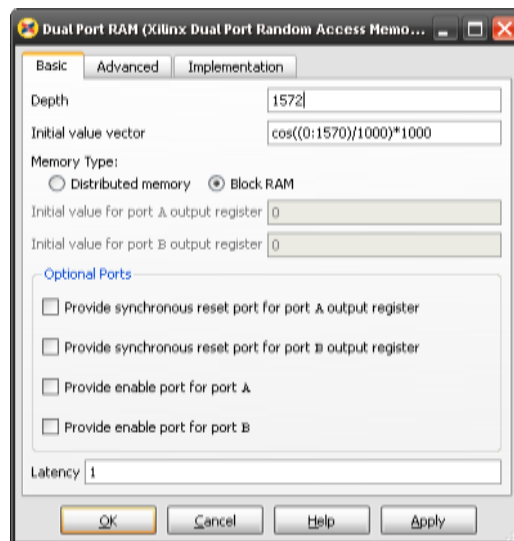 Dual Port RAM (Xilinx Dual Port Random Access Memo...
Basic Advanced Implementation
Depth 1572
Initial value vector cos((0:1570)/1000)*1000
Memory Type:
Distributed memory Block RAM
Initial value for port A output register 0
Initial value for port B output register 0
Optional Ports
Provide synchronous reset port for port A output register
Provide synchronous reset port for port B output register
Provide enable port for port A
Provide enable port for port B
Latency 1
OK Cancel Help Apply